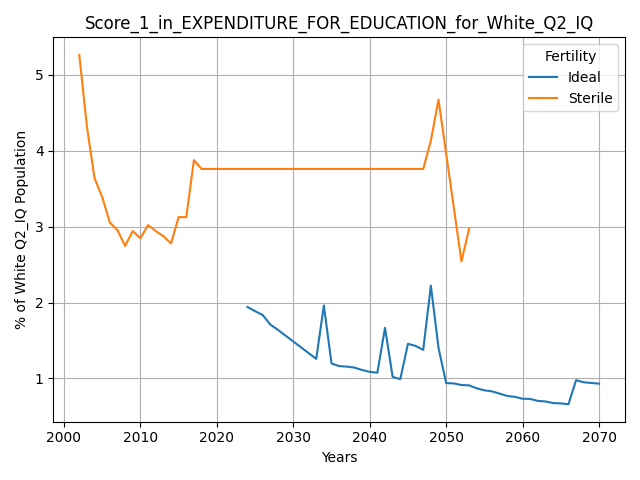 Score_1_in_EXPENDITURE_FOR_EDUCATION_for_White_Q2_IQ
Fertility
Ideal
Sterile
% of White Q2_IQ Population
5
4
3
2
1
2000 2010 2020 2030 2040 2050 2060 2070
Years